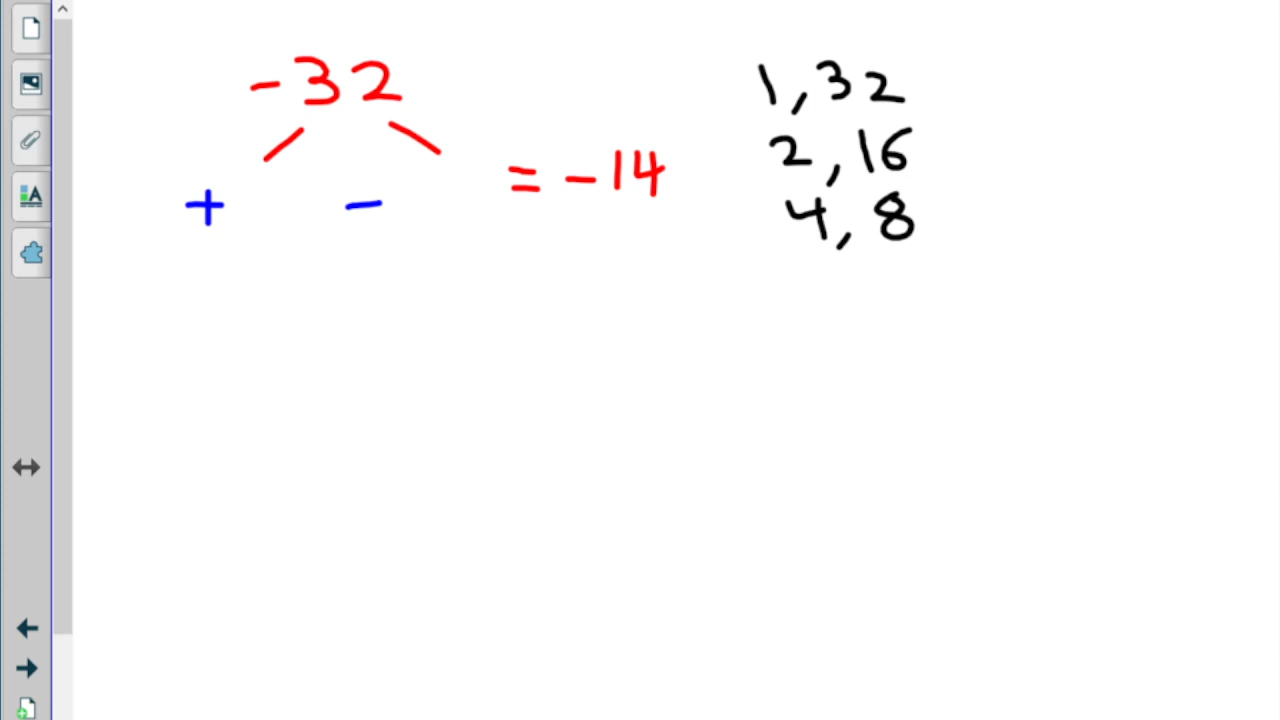 -32
+ - = -14
1, 32
2, 16
4, 8